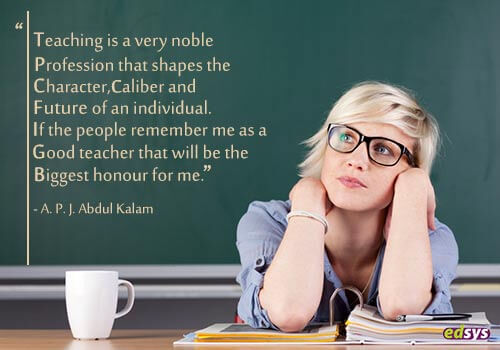 “
Teaching is a very noble
Profession that shapes the
Character,Caliber and
Future of an individual.
If the people remember me as a
Good teacher that will be the
Biggest honour for me.”
- A. P. J. Abdul Kalam
edsys